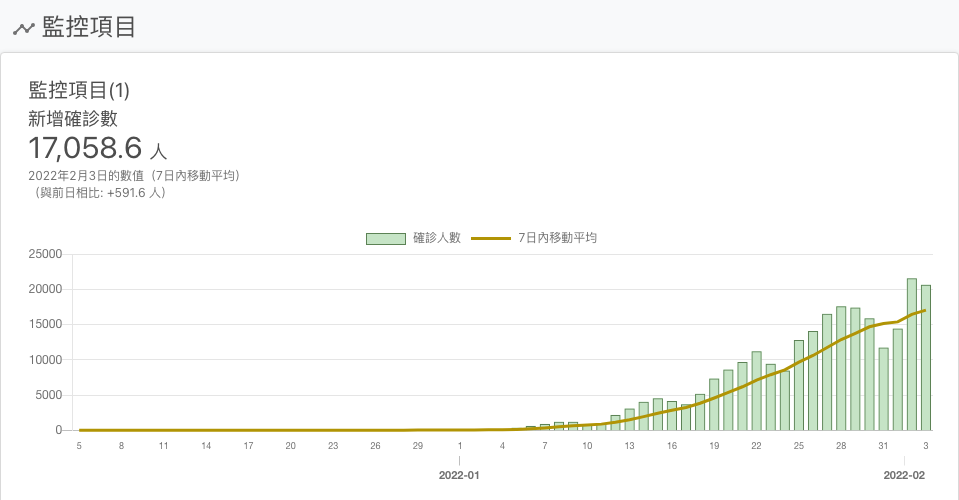 監控項目
監控項目(1)
新增確診數
17,058.6 人
2022年2月3日的數值（7日內移動平均）
（與前日相比: +591.6 人）
確診人數 7日內移動平均
25000
20000
15000
10000
5000
0
5 8 11 14 17 20 23 26 29 1 4 7 10 13 16 19 22 25 28 31 3
2022-01 2022-02